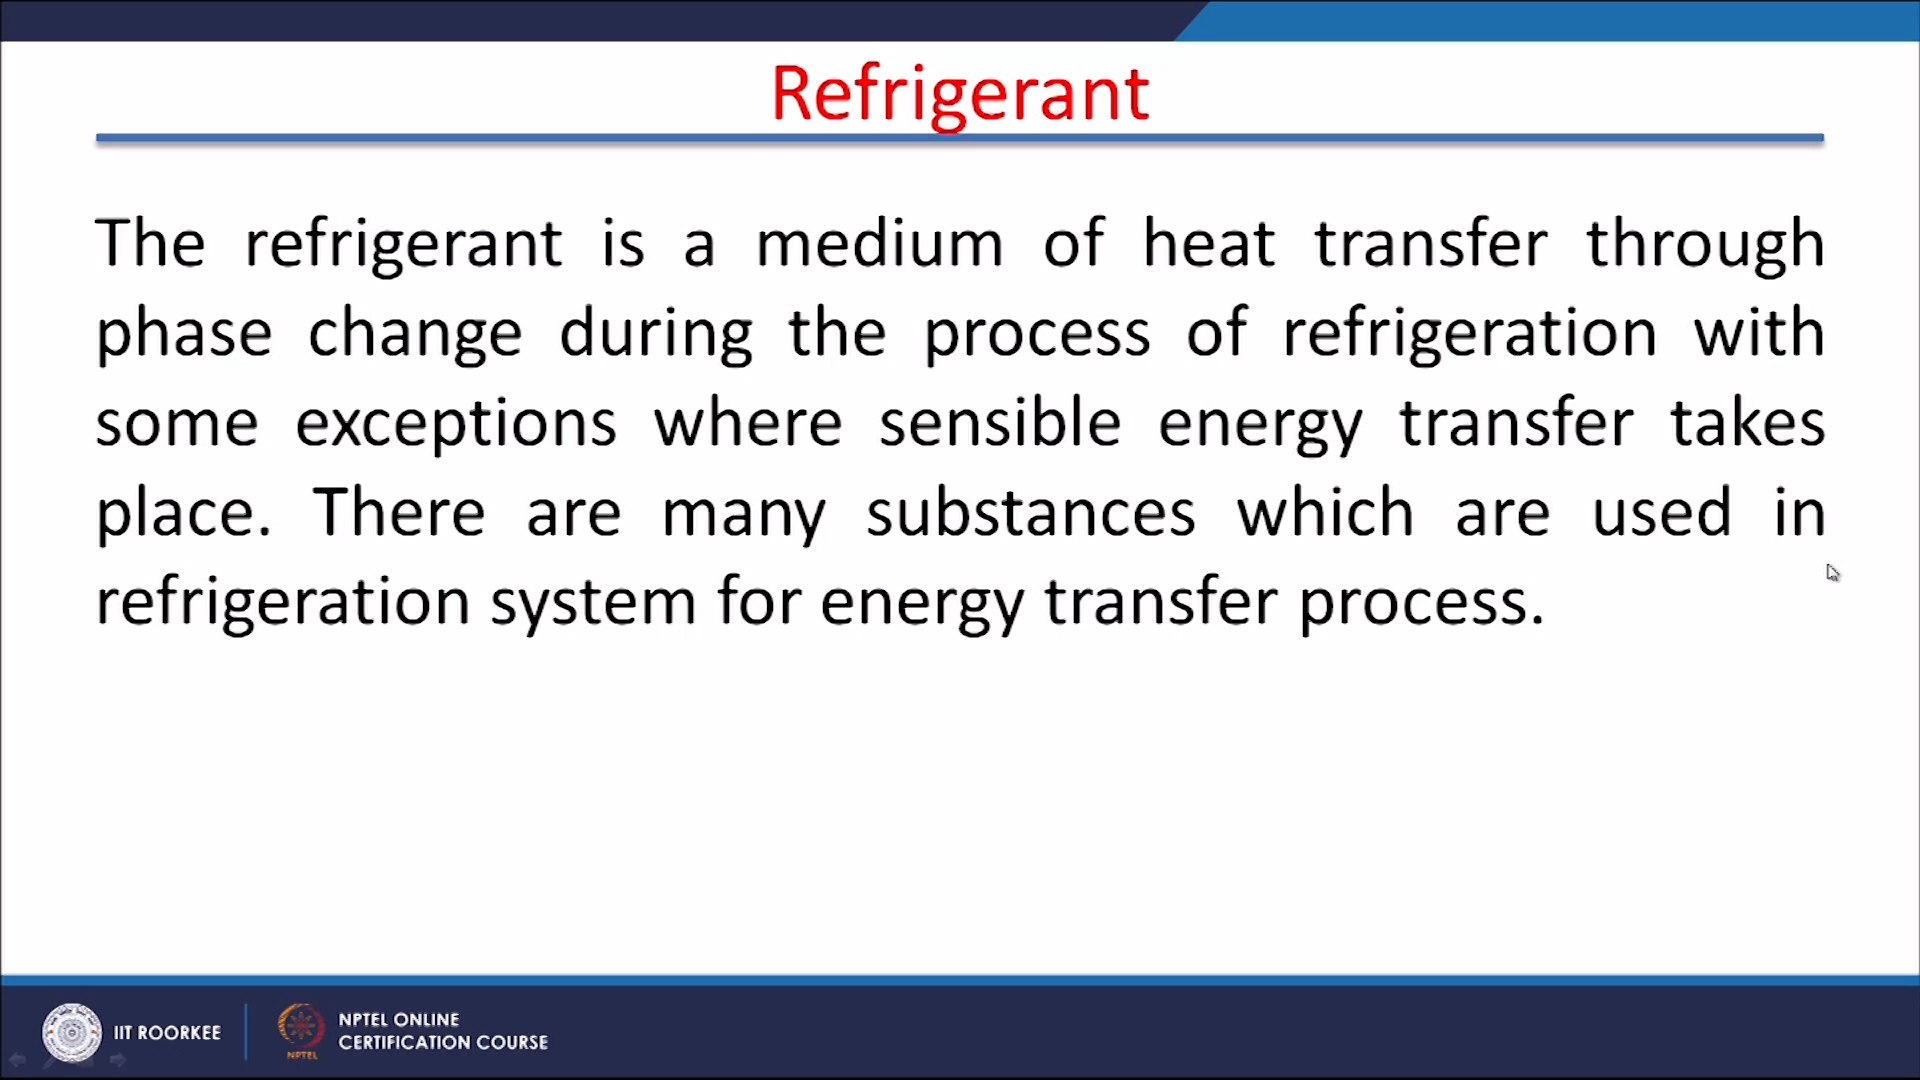 Refrigerant
The refrigerant is a medium of heat transfer through
phase change during the process of refrigeration with
some exceptions where sensible energy transfer takes
place. There are many substances which are used in
refrigeration system for energy transfer process.
IIT ROORKEE
NPTEL
NPTEL ONLINE
CERTIFICATION COURSE